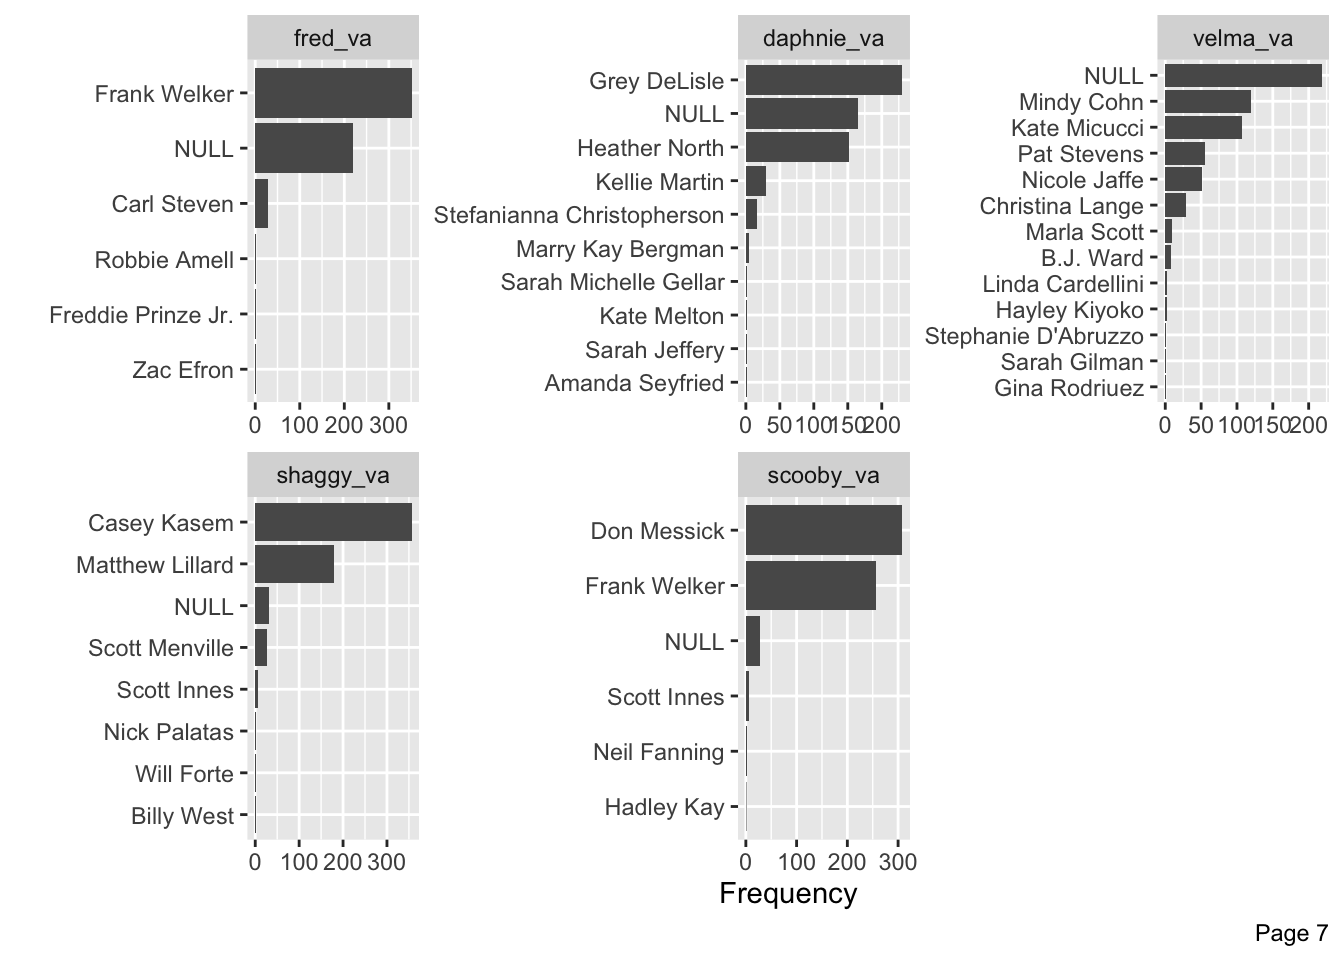 fred_va
Frank Welker
NULL
Carl Steven
Robbie Amell
Freddie Prinze Jr.
Zac Efron
0 100 200 300
daphnie_va
Grey DeLisle
NULL
Heather North
Kellie Martin
Stefanianna Christopherson
Marry Kay Bergman
Sarah Michelle Gellar
Kate Melton
Sarah Jeffery
Amanda Seyfried
0 50 100 150 200
velma_va
NULL
Mindy Cohn
Kate Micucci
Pat Stevens
Nicole Jaffe
Christina Lange
Marla Scott
B.J. Ward
Linda Cardellini
Hayley Kiyoko
Stephanie D'Abruzzo
Sarah Gilman
Gina Rodriuez
0 50 100 150 200
shaggy_va
Casey Kasem
Matthew Lillard
NULL
Scott Menville
Scott Innes
Nick Palatas
Will Forte
Billy West
0 100 200 300
scooby_va
Don Messick
Frank Welker
NULL
Scott Innes
Neil Fanning
Hadley Kay
0 100 200 300
Frequency
Page 7